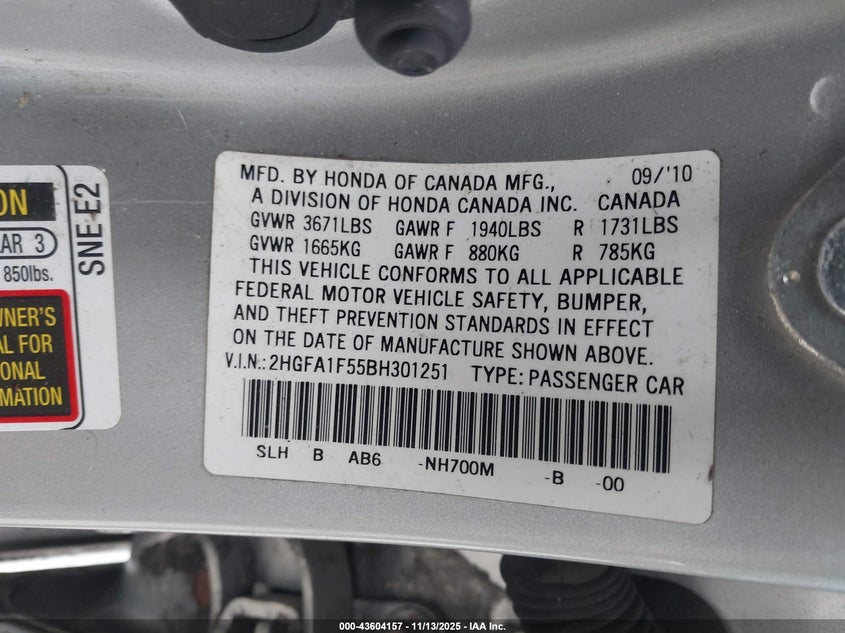 ON
AR 3
850lbs.
WNER'S
AL FOR
ONAL
MATION
SNE-E2
MFD. BY HONDA OF CANADA MFG., 09/'10
A DIVISION OF HONDA CANADA INC. CANADA
GVWR 3671LBS GAWR F 1940LBS R 1731LBS
GVWR 1665KG GAWR F 880KG R 785KG
THIS VEHICLE CONFORMS TO ALL APPLICABLE
FEDERAL MOTOR VEHICLE SAFETY, BUMPER,
AND THEFT PREVENTION STANDARDS IN EFFECT
ON THE DATE OF MANUFACTURE SHOWN ABOVE.
V.I.N.:2HGFA1F55BH301251 TYPE:PASSENGER CAR
SLH B AB6 -NH700M -B -00
000-43604157 - 11/13/2025 - IAA Inc.